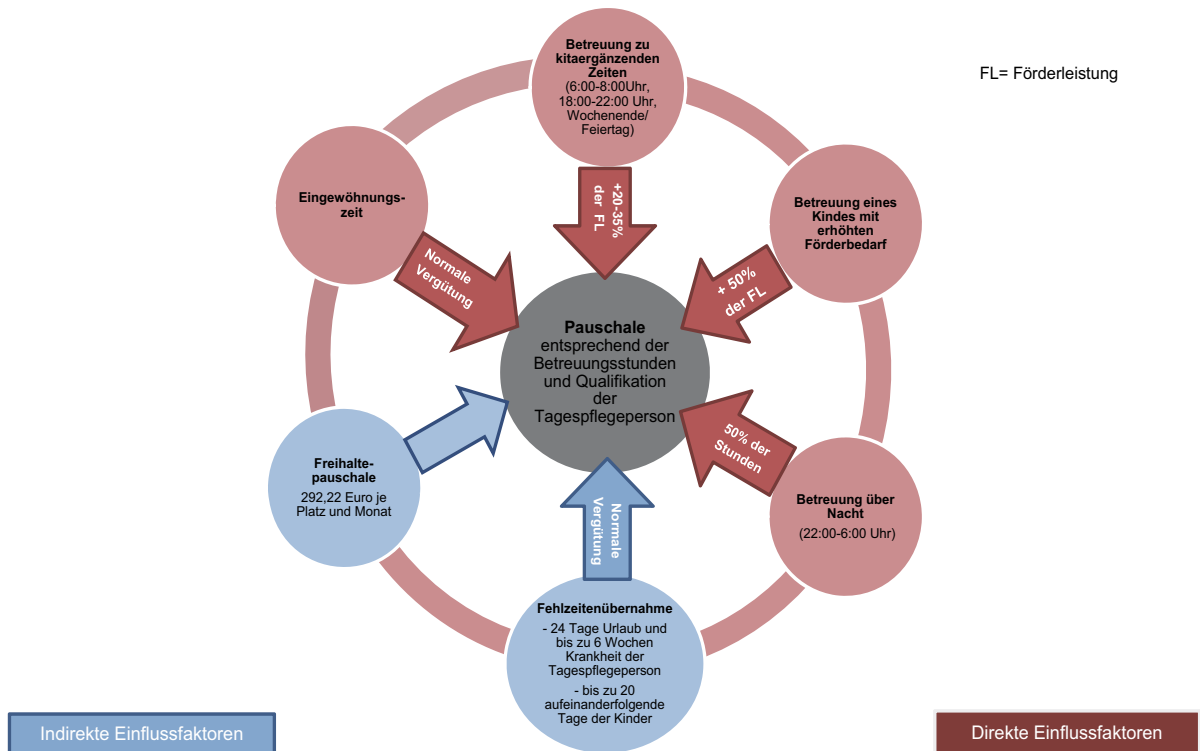 Betreuung zu
kitaergänzenden
Zeiten
(6:00-8:00Uhr,
18:00-22:00 Uhr,
Wochenende/
Feiertag)
FL= Förderleistung
+20-35%
der FL
Eingewöhnungs-
zeit
Normale
Vergütung
Betreuung eines
Kindes mit
erhöhten
Förderbedarf
+ 50%
der FL
Pauschale
entsprechend der
Betreuungsstunden
und Qualifikation
der
Tagespflegeperson
50% der
Stunden
Freihalte-
pauschale
292,22 Euro je
Platz und Monat
Betreuung über
Nacht
(22:00-6:00 Uhr)
Normale
Vergütung
Fehlzeitenübernahme
- 24 Tage Urlaub und
bis zu 6 Wochen
Krankheit der
Tagespflegeperson
- bis zu 20
aufeinanderfolgende
Tage der Kinder
Indirekte Einflussfaktoren
Direkte Einflussfaktoren